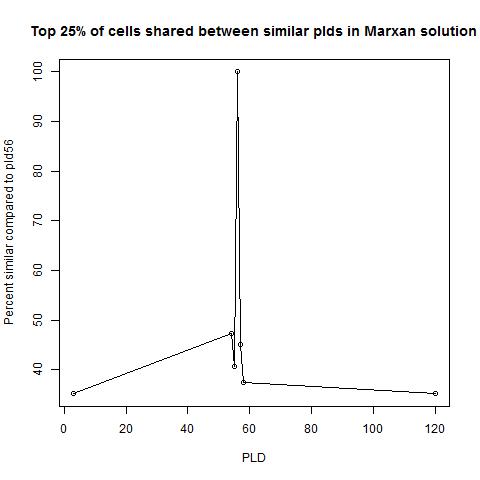 Top 25% of cells shared between similar plds in Marxan solution
Percent similar compared to pld56
100
90
80
70
60
50
40
0 20 40 60 80 100 120
PLD